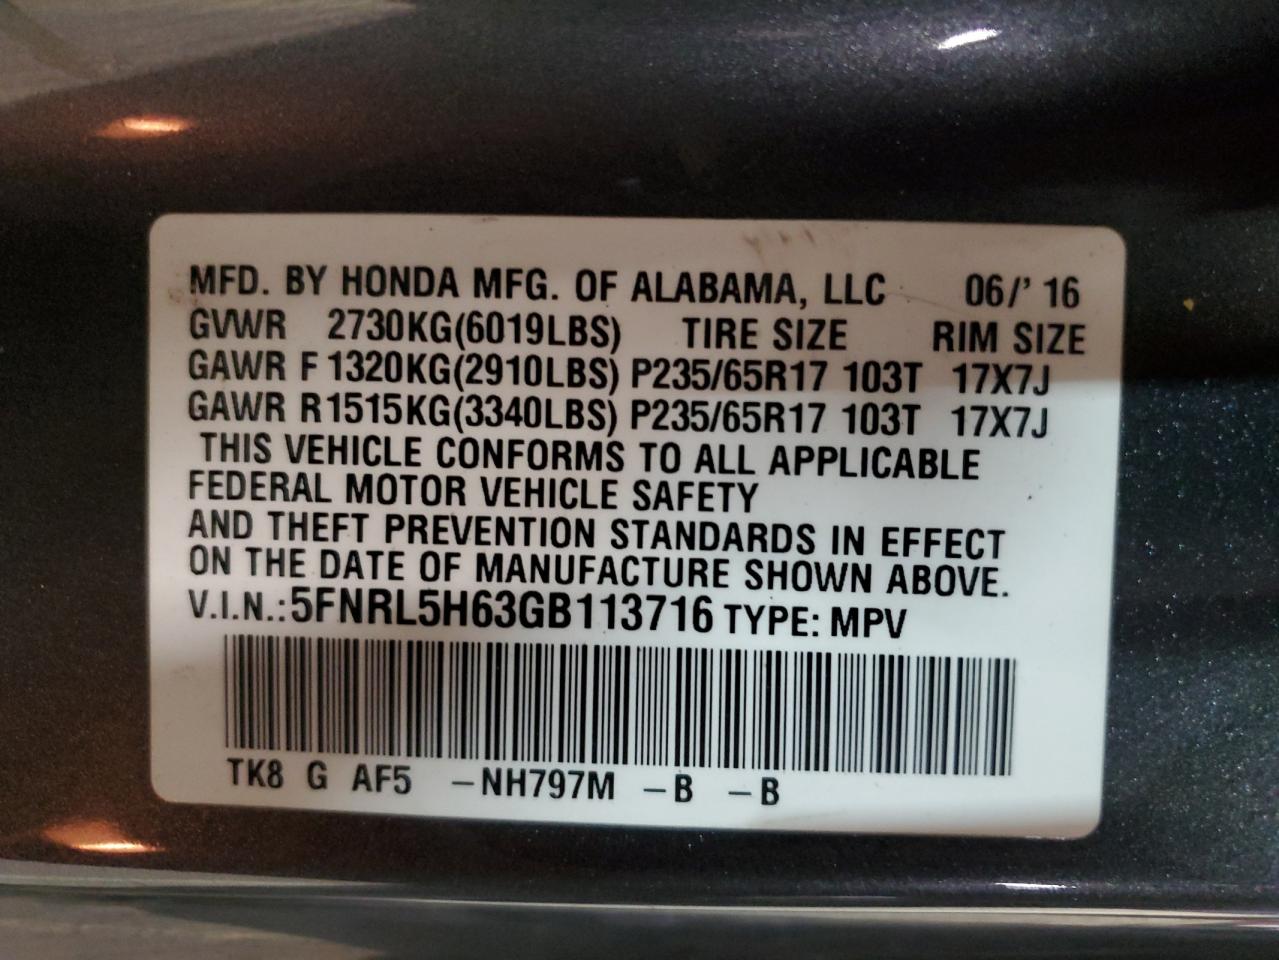 MFD. BY HONDA MFG. OF ALABAMA, LLC 06/' 16
GVWR 2730KG(6019LBS) TIRE SIZE RIM SIZE
GAWR F 1320KG(2910LBS) P235/65R17 103T 17X7J
GAWR R1515KG(3340LBS) P235/65R17 103T 17X7J
THIS VEHICLE CONFORMS TO ALL APPLICABLE
FEDERAL MOTOR VEHICLE SAFETY
AND THEFT PREVENTION STANDARDS IN EFFECT
ON THE DATE OF MANUFACTURE SHOWN ABOVE.
V.I.N.:5FNRL5H63GB113716 TYPE: MPV
TK8 G AF5 –NH797M –B –B